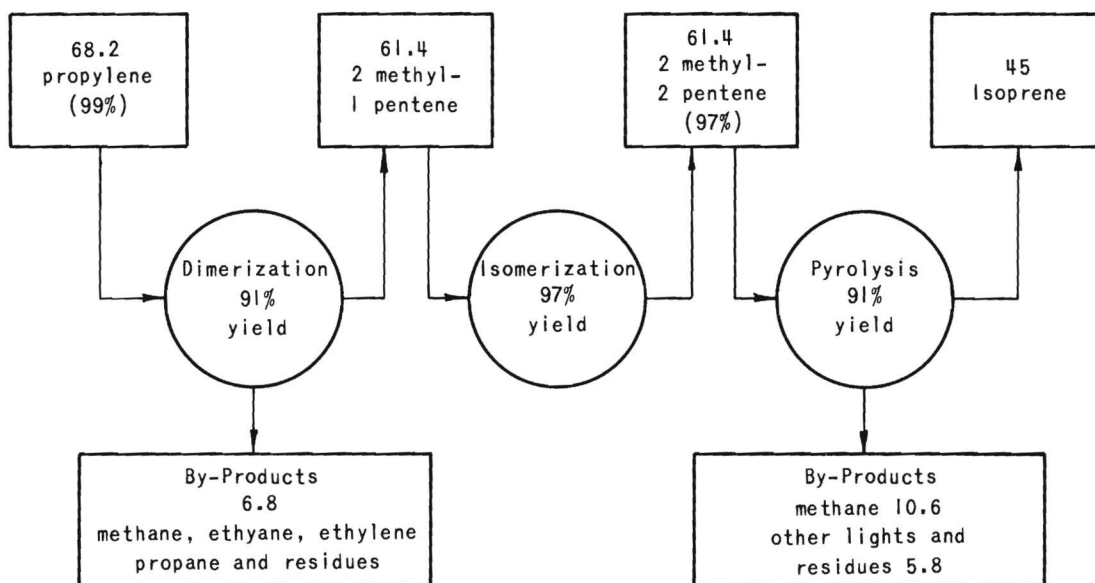 68.2
propylene
(99%)
61.4
2 methyl-
1 pentene
61.4
2 methyl-
2 pentene
(97%)
45
Isoprene
Dimerization
91%
yield
Isomerization
97%
yield
Pyrolysis
91%
yield
By-Products
6.8
methane, ethyane, ethylene
propane and residues
By-Products
methane 10.6
other lights and
residues 5.8